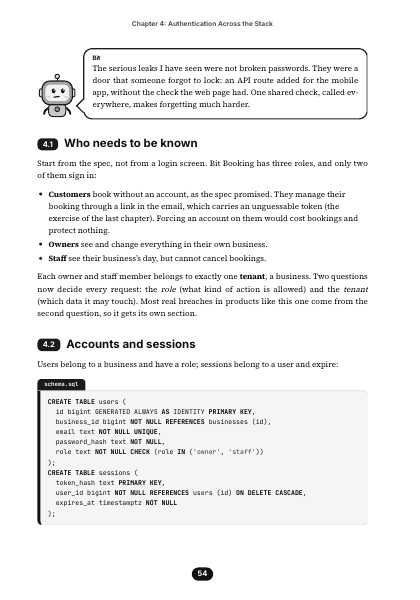 Chapter 4: Authentication Across the Stack
Bit
The serious leaks I have seen were not broken passwords. They were a
door that someone forgot to lock: an API route added for the mobile
app, without the check the web page had. One shared check, called ev-
erywhere, makes forgetting much harder.
4.1 Who needs to be known
Start from the spec, not from a login screen. Bit Booking has three roles, and only two
of them sign in:
• Customers book without an account, as the spec promised. They manage their
booking through a link in the email, which carries an unguessable token (the
exercise of the last chapter). Forcing an account on them would cost bookings and
protect nothing.
• Owners see and change everything in their own business.
• Staff see their business’s day, but cannot cancel bookings.
Each owner and staff member belongs to exactly one tenant, a business. Two questions
now decide every request: the role (what kind of action is allowed) and the tenant
(which data it may touch). Most real breaches in products like this one come from the
second question, so it gets its own section.
4.2 Accounts and sessions
Users belong to a business and have a role; sessions belong to a user and expire:
schema.sql
CREATE TABLE users (
id bigint GENERATED ALWAYS AS IDENTITY PRIMARY KEY,
business_id bigint NOT NULL REFERENCES businesses (id),
email text NOT NULL UNIQUE,
password_hash text NOT NULL,
role text NOT NULL CHECK (role IN ('owner', 'staff'))
);
CREATE TABLE sessions (
token_hash text PRIMARY KEY,
user_id bigint NOT NULL REFERENCES users (id) ON DELETE CASCADE,
expires_at timestamptz NOT NULL
);
54